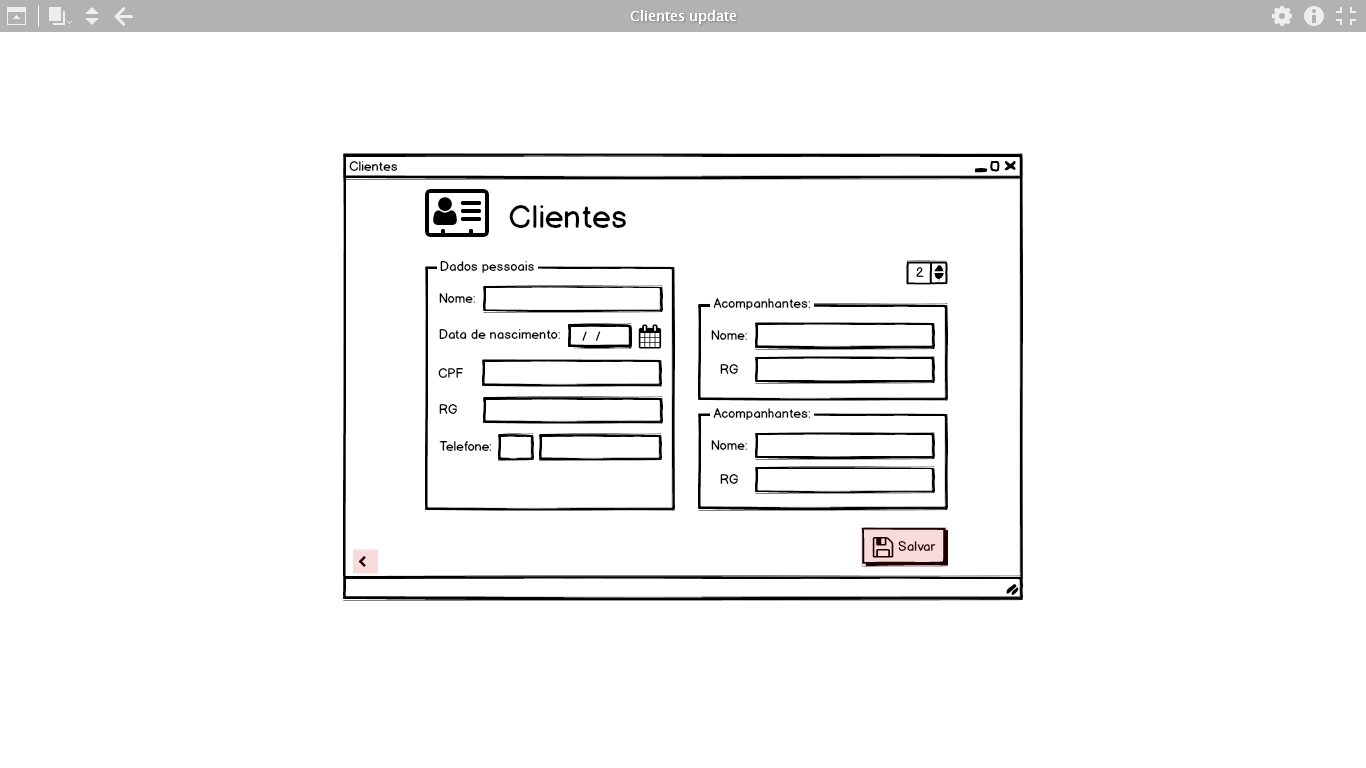 Clientes update
Clientes
Clientes
Dados pessoais
Nome:
Data de nascimento: / /
CPF
RG
Telefone:
2
Acompanhantes:
Nome:
RG
Acompanhantes:
Nome:
RG
Salvar